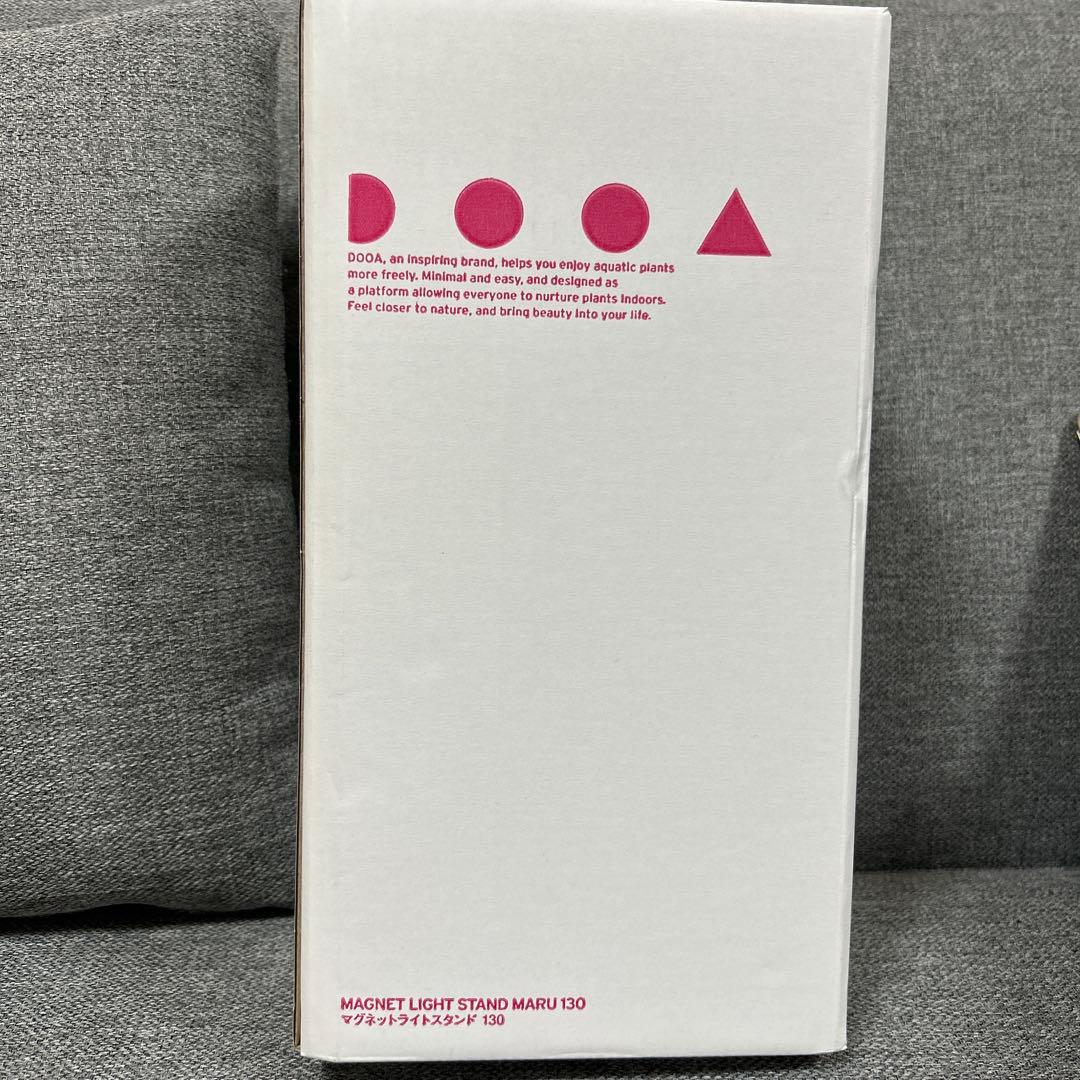 DOOA
DOOA, an inspiring brand, helps you enjoy aquatic plants
more freely. Minimal and easy, and designed as
a platform allowing everyone to nurture plants indoors.
Feel closer to nature, and bring beauty into your life.
MAGNET LIGHT STAND MARU 130
マグネットライトスタンド 130